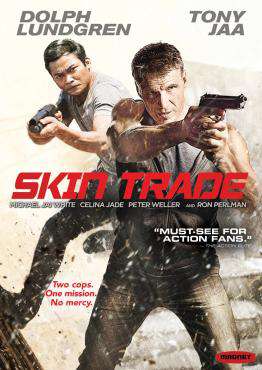 DOLPH LUNDGREN
TONY JAA
SKIN TRADE
MICHAEL JAI WHITE CELINA JADE PETER WELLER AND RON PERLMAN
"MUST-SEE FOR
ACTION FANS."
Two cops.
One mission.
No mercy.
MAGNET